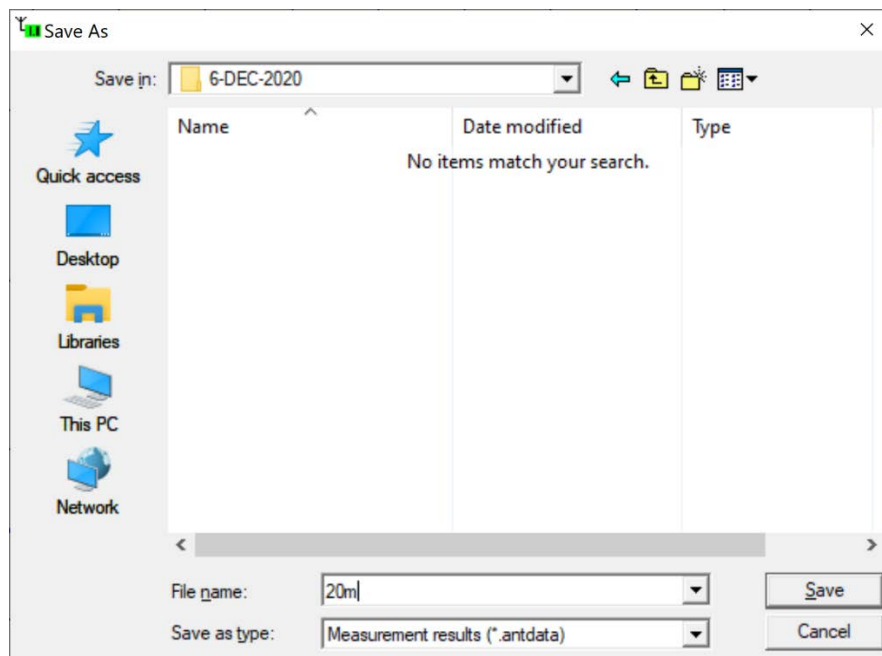 Save As
Save in: 6-DEC-2020
Name Date modified Type
No items match your search.
Quick access
Desktop
Libraries
This PC
Network
File name: 20m Save
Save as type: Measurement results (*.antdata) Cancel